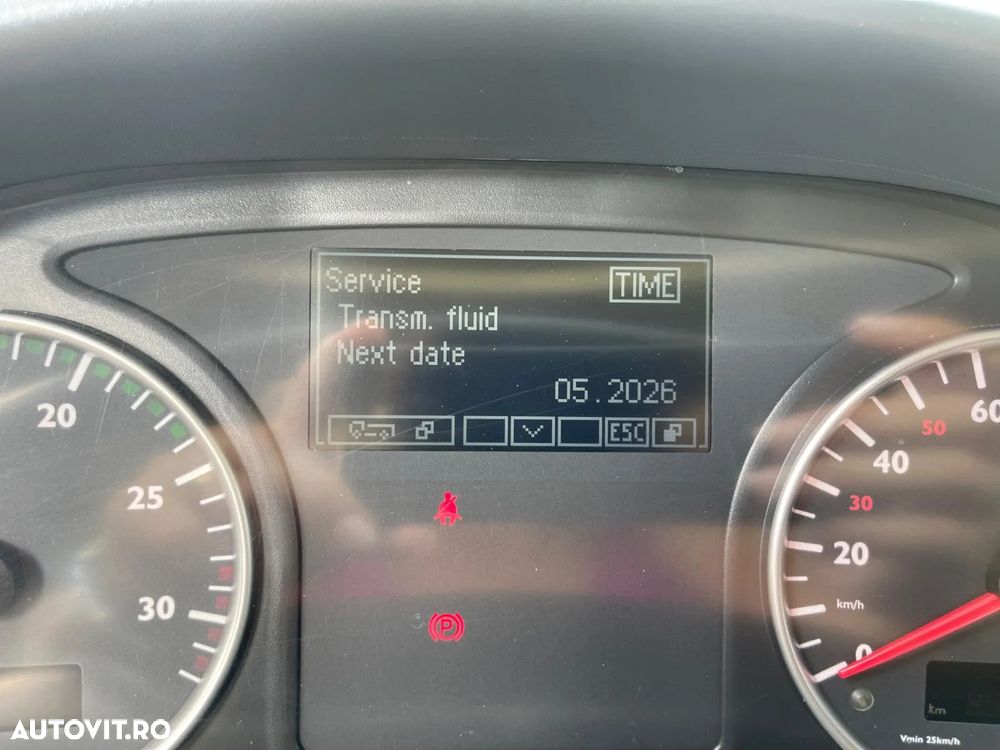 Service TIME
Transm. fluid
Next date
05.2026
ESC
20
25
30
60
50
40
30
20
km/h
0
P
km
Vmin 25km/h
AUTOVIT.RO